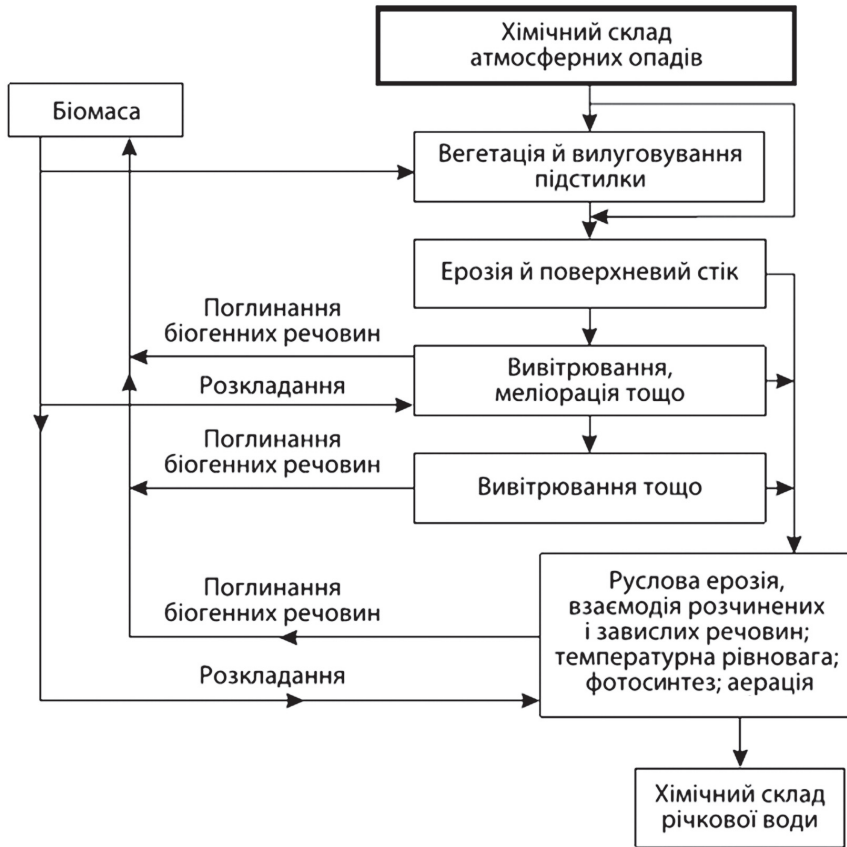 Хімічний склад
атмосферних опадів
Біомаса
Вегетація й вилуговування
підстилки
Ерозія й поверхневий стік
Поглинання
біогенних речовин
Вивітрювання,
меліорація тощо
Розкладання
Поглинання
біогенних речовин
Вивітрювання тощо
Поглинання
біогенних речовин
Руслова ерозія,
взаємодія розчинених
і завислих речовин;
температурна рівновага;
фотосинтез; аерація
Розкладання
Хімічний склад
річкової води